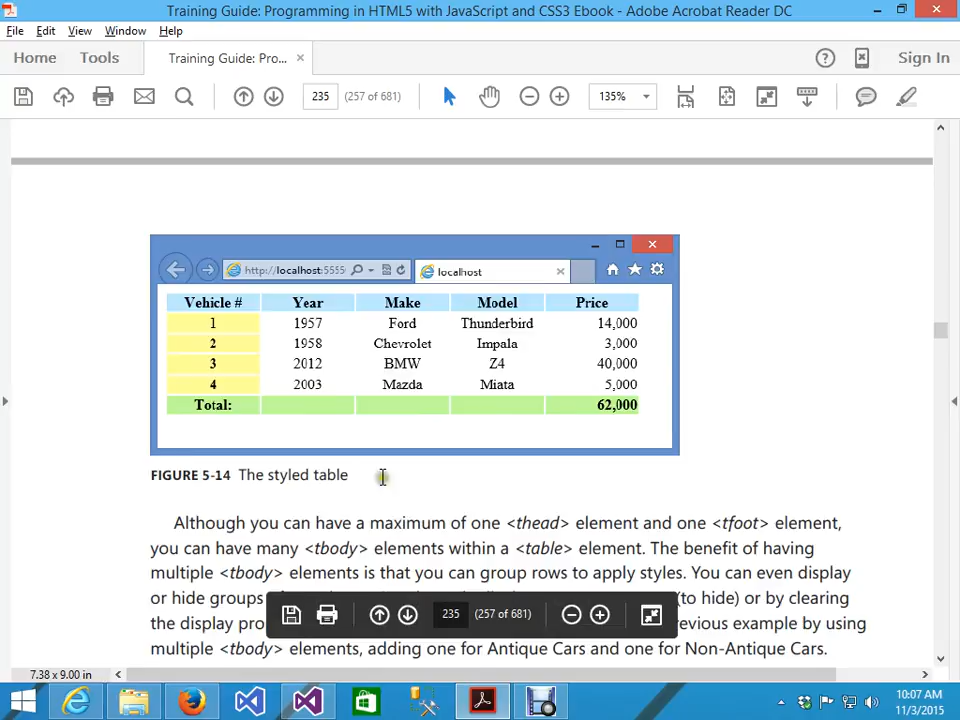 Training Guide: Programming in HTML5 with JavaScript and CSS3 Ebook - Adobe Acrobat Reader DC
File Edit View Window Help
Home Tools Training Guide: Pro... × Sign In
235 (257 of 681) 135%
http://localhost:5555 localhost
Vehicle # Year Make Model Price
1 1957 Ford Thunderbird 14,000
2 1958 Chevrolet Impala 3,000
3 2012 BMW Z4 40,000
4 2003 Mazda Miata 5,000
Total: 62,000
FIGURE 5-14 The styled table
Although you can have a maximum of one <thead> element and one <tfoot> element,
you can have many <tbody> elements within a <table> element. The benefit of having
multiple <tbody> elements is that you can group rows to apply styles. You can even display
or hide groups (to hide) or by clearing
the display pro revious example by using
multiple <tbody> elements, adding one for Antique Cars and one for Non-Antique Cars.
235 (257 of 681)
7.38 x 9.00 in
10:07 AM
11/3/2015